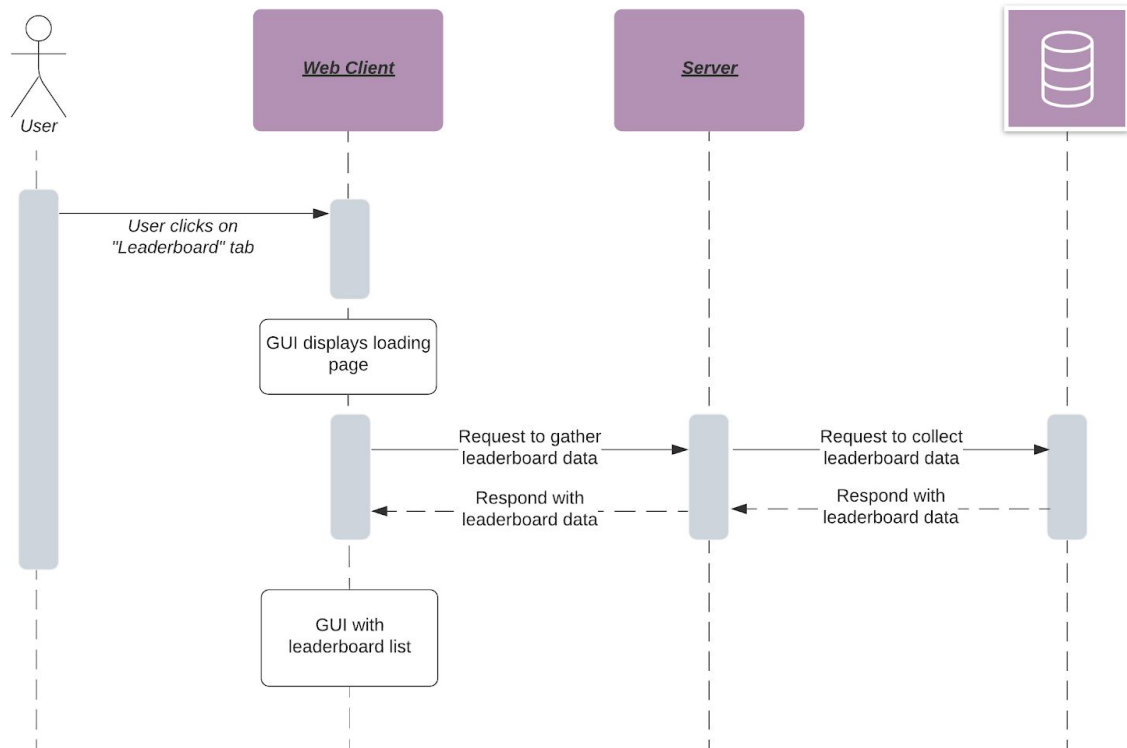 Web Client
Server
User
User clicks on
"Leaderboard" tab
GUI displays loading
page
Request to gather
leaderboard data
Request to collect
leaderboard data
Respond with
leaderboard data
Respond with
leaderboard data
GUI with
leaderboard list